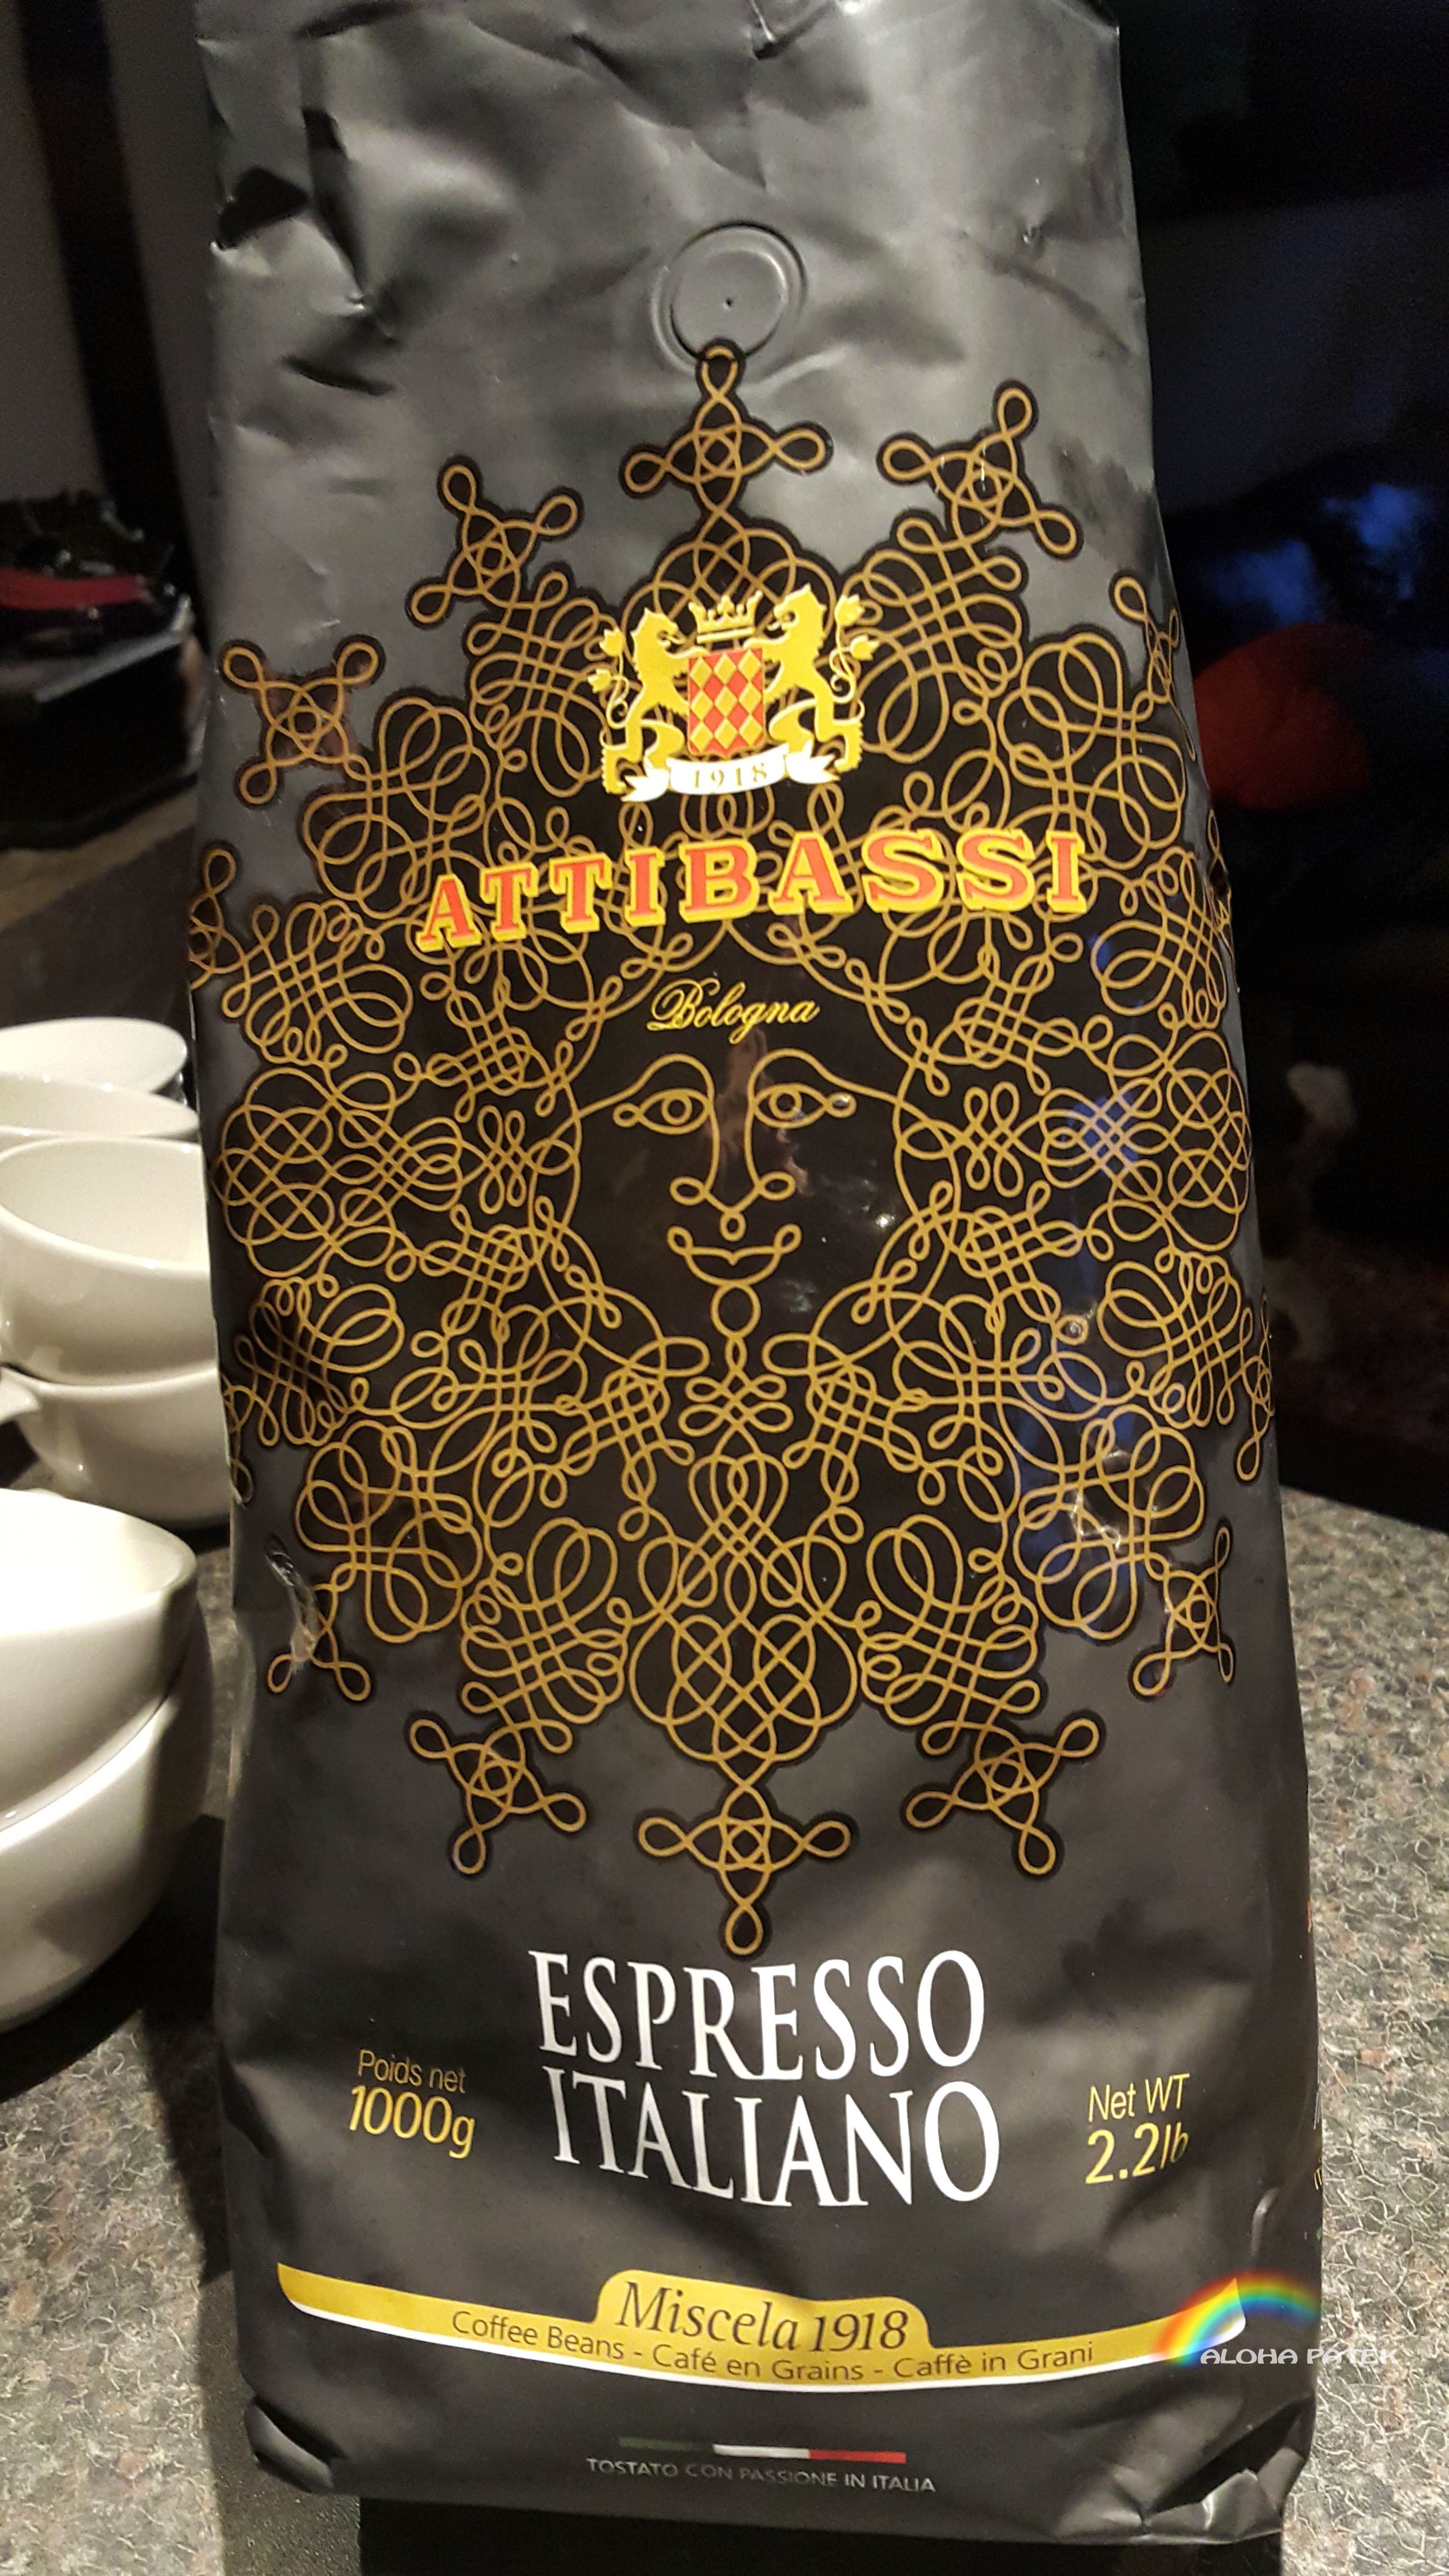 1918
ATTIBASSI
Bologna
ESPRESSO
ITALIANO
Poids net
1000g
Net WT
2.2lb
Miscela 1918
Coffee Beans - Café en Grains - Caffè in Grani
ALOHA PATEK
TOSTATO CON PASSIONE IN ITALIA